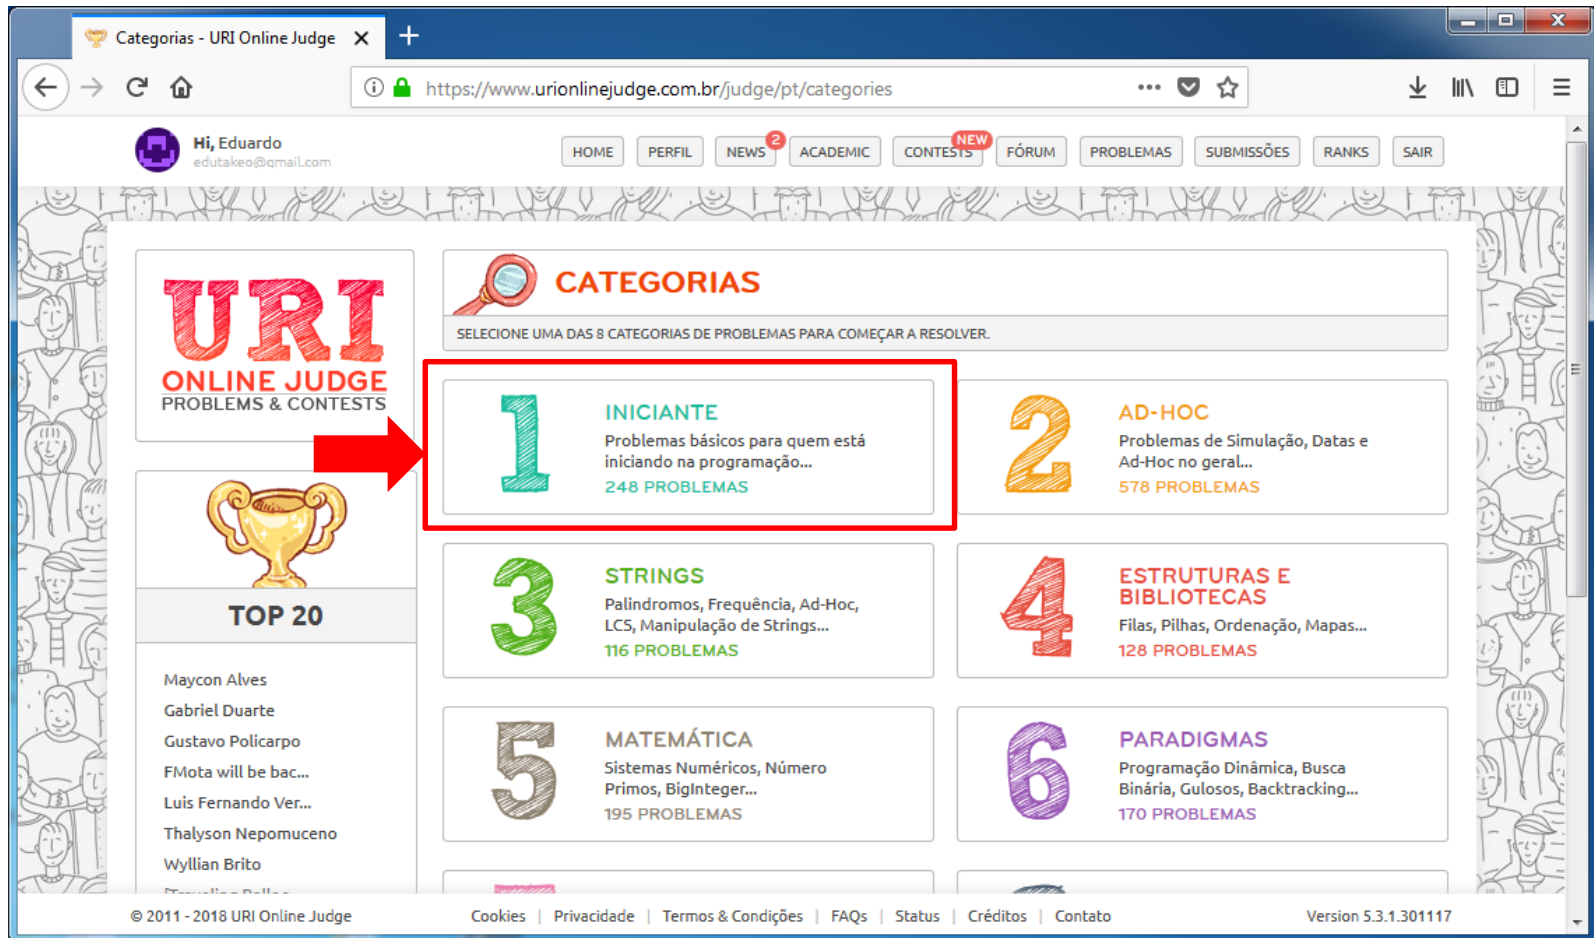 Categorias - URI Online Judge
https://www.urionlinejudge.com.br/judge/pt/categories
Hi, Eduardo
edutakeo@gmail.com
HOME
PERFIL
NEWS 2
ACADEMIC
CONTESTS NEW
FÓRUM
PROBLEMAS
SUBMISSÕES
RANKS
SAIR
URI
ONLINE JUDGE
PROBLEMS & CONTESTS
CATEGORIAS
SELECIONE UMA DAS 8 CATEGORIAS DE PROBLEMAS PARA COMEÇAR A RESOLVER.
1
INICIANTE
Problemas básicos para quem está
iniciando na programação...
248 PROBLEMAS
2
AD-HOC
Problemas de Simulação, Datas e
Ad-Hoc no geral...
578 PROBLEMAS
3
STRINGS
Palindromos, Frequência, Ad-Hoc,
LCS, Manipulação de Strings...
116 PROBLEMAS
4
ESTRUTURAS E
BIBLIOTECAS
Filas, Pilhas, Ordenação, Mapas...
128 PROBLEMAS
5
MATEMÁTICA
Sistemas Numéricos, Número
Primos, BigInteger...
195 PROBLEMAS
6
PARADIGMAS
Programação Dinâmica, Busca
Binária, Gulosos, Backtracking...
170 PROBLEMAS
TOP 20
Maycon Alves
Gabriel Duarte
Gustavo Policarpo
FMota will be bac...
Luis Fernando Ver...
Thalyson Nepomuceno
Wyllian Brito
© 2011 - 2018 URI Online Judge
Cookies | Privacidade | Termos & Condições | FAQs | Status | Créditos | Contato
Version 5.3.1.301117